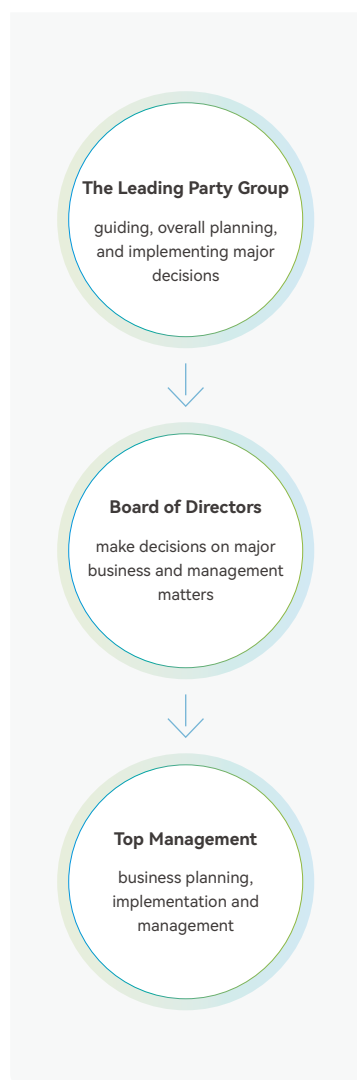 The Leading Party Group
guiding, overall planning,
and implementing major
decisions
Board of Directors
make decisions on major
business and management
matters
Top Management
business planning,
implementation and
management